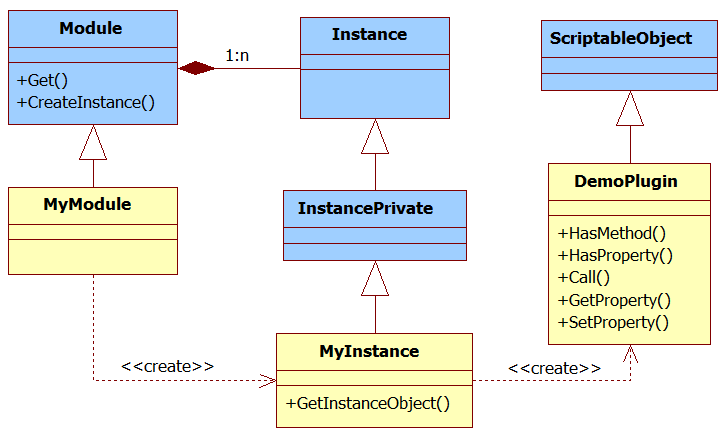 Module
+Get()
+CreateInstance()
1:n
Instance
ScriptableObject
MyModule
InstancePrivate
DemoPlugin
+HasMethod()
+HasProperty()
+Call()
+GetProperty()
+SetProperty()
<<create>>
MyInstance
+GetInstanceObject()
<<create>>